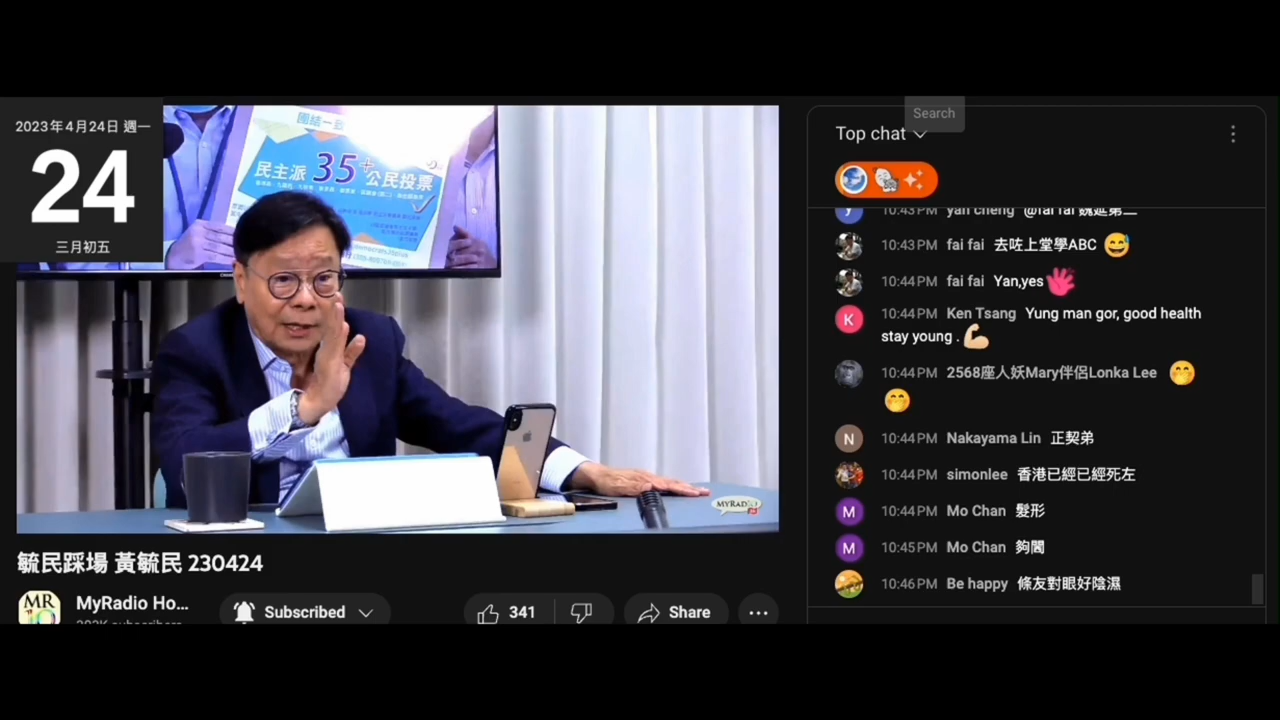 2023年4月24日 週一
24
三月初五
團結一致
民主派 35+ 公民投票
MYRADIO
毓民踩場 黃毓民 230424
MR
10
MyRadio Ho...
Subscribed
341
Share
Search
Top chat
10:43 PM yan cheng @fai fai 魏延第二
10:43 PM fai fai 去咗上堂學ABC 😅
10:44 PM fai fai Yan,yes
K
10:44 PM Ken Tsang Yung man gor, good health
stay young . 💪🏼
10:44 PM 2568座人妖Mary伴侶Lonka Lee 🤭
🤭
N
10:44 PM Nakayama Lin 正契弟
10:44 PM simonlee 香港已經已經死左
M
10:44 PM Mo Chan 髮形
M
10:45 PM Mo Chan 夠闊
10:46 PM Be happy 條友對眼好陰濕